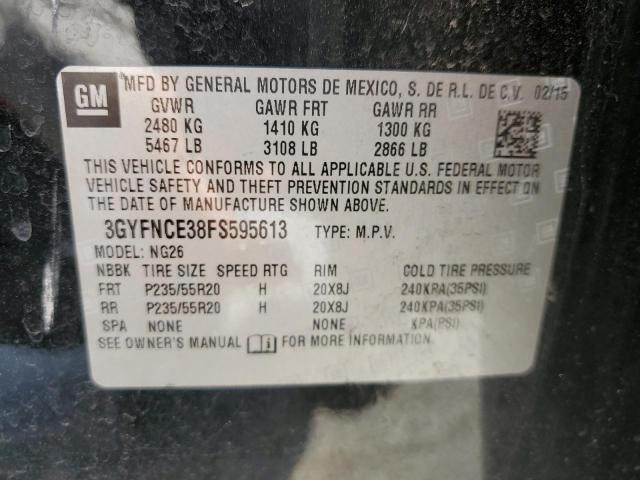 GM
MFD BY GENERAL MOTORS DE MEXICO, S. DE R.L. DE C.V. 02/15
GVWR GAWR FRT GAWR RR
2480 KG 1410 KG 1300 KG
5467 LB 3108 LB 2866 LB
THIS VEHICLE CONFORMS TO ALL APPLICABLE U.S. FEDERAL MOTOR
VEHICLE SAFETY AND THEFT PREVENTION STANDARDS IN EFFECT ON
THE DATE OF MANUFACTURE SHOWN ABOVE.
3GYFNCE38FS595613 TYPE: M.P.V.
MODEL: NG26
NBBK TIRE SIZE SPEED RTG RIM COLD TIRE PRESSURE
FRT P235/55R20 H 20X8J 240KPA(35PSI)
RR P235/55R20 H 20X8J 240KPA(35PSI)
SPA NONE NONE KPA(PSI)
SEE OWNER'S MANUAL FOR MORE INFORMATION.